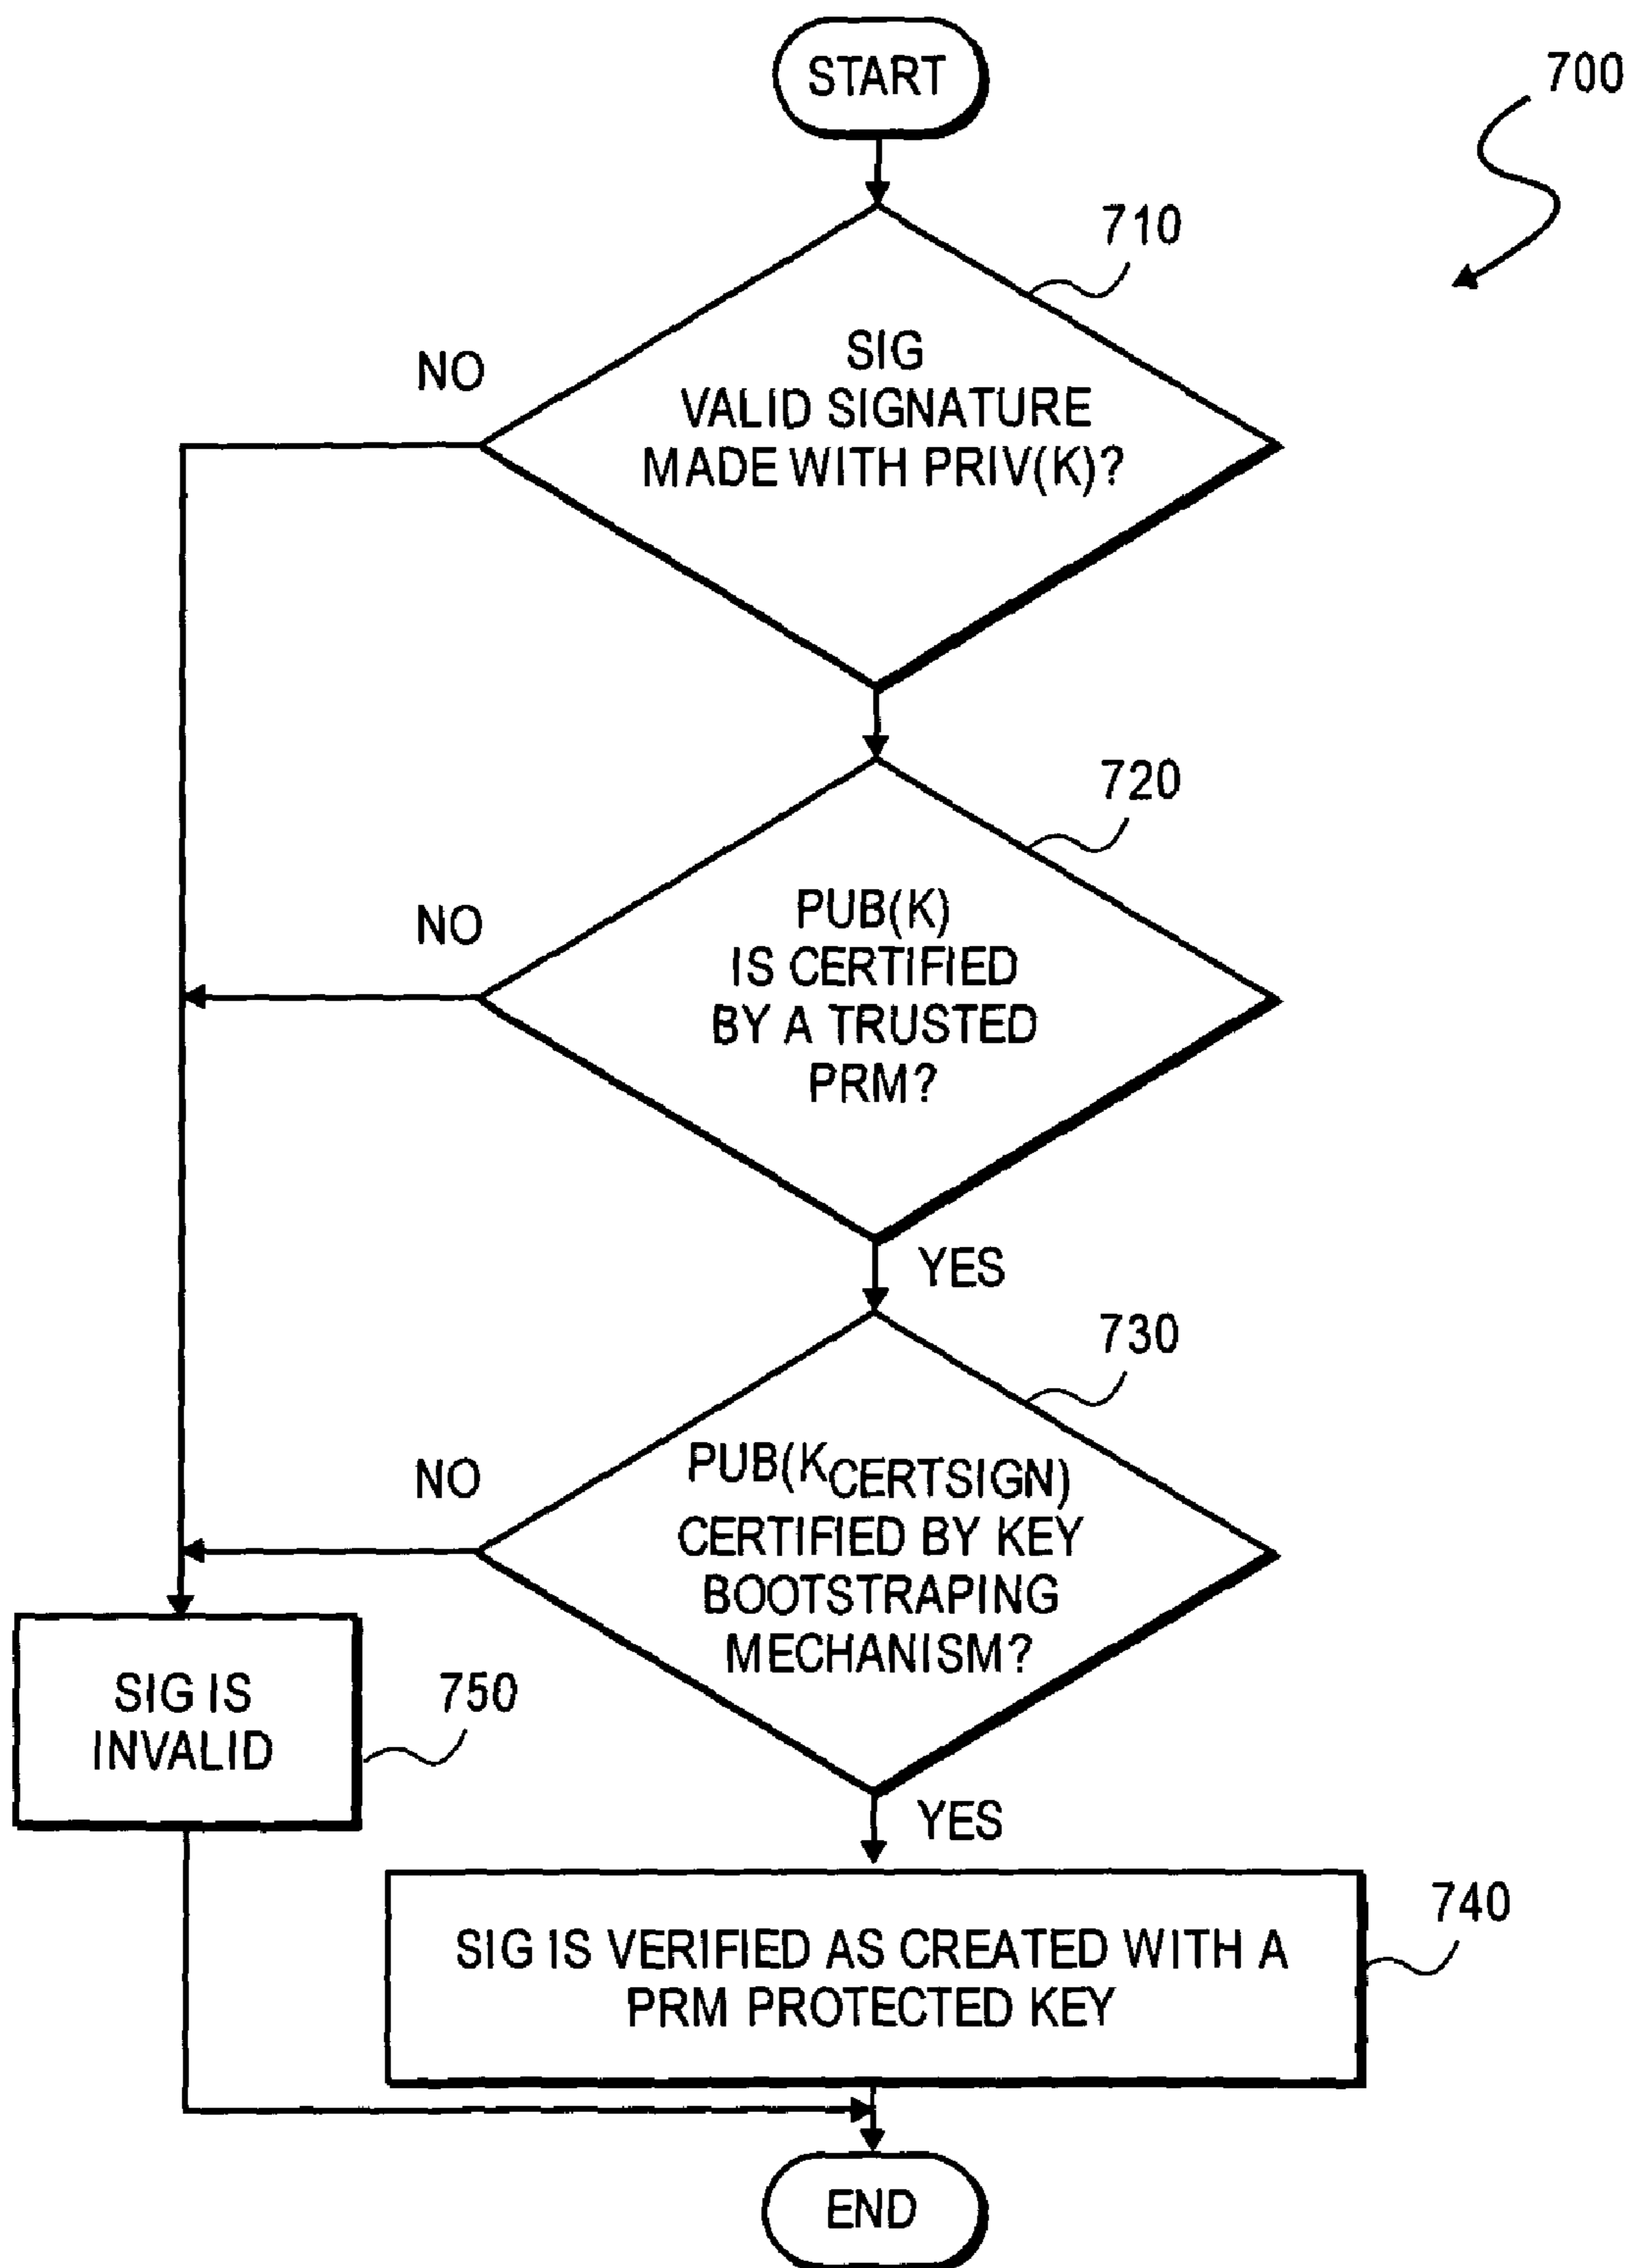 START
700
710
NO
SIG
VALID SIGNATURE
MADE WITH PRIV(K)?
720
NO
PUB(K)
IS CERTIFIED
BY A TRUSTED
PRM?
YES
730
NO
PUB(KCERTSIGN)
CERTIFIED BY KEY
BOOTSTRAPING
MECHANISM?
SIG IS
INVALID
750
YES
SIG IS VERIFIED AS CREATED WITH A
PRM PROTECTED KEY
740
END